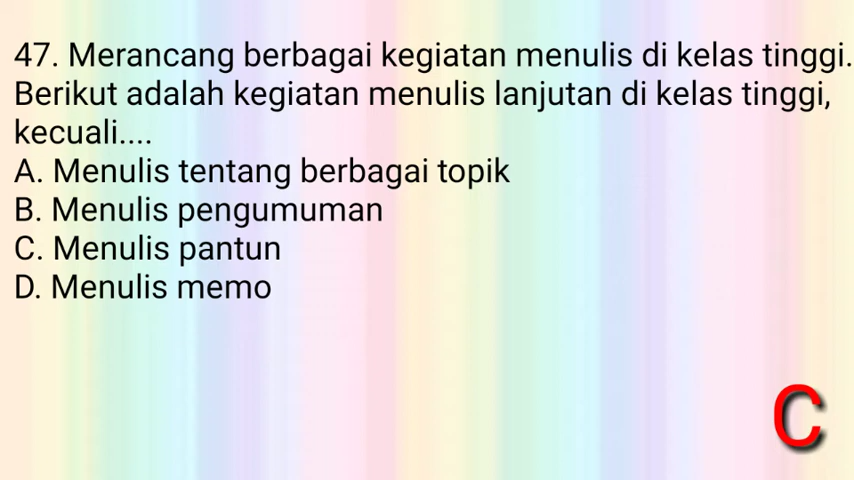 47. Merancang berbagai kegiatan menulis di kelas tinggi.
Berikut adalah kegiatan menulis lanjutan di kelas tinggi,
kecuali....
A. Menulis tentang berbagai topik
B. Menulis pengumuman
C. Menulis pantun
D. Menulis memo
C